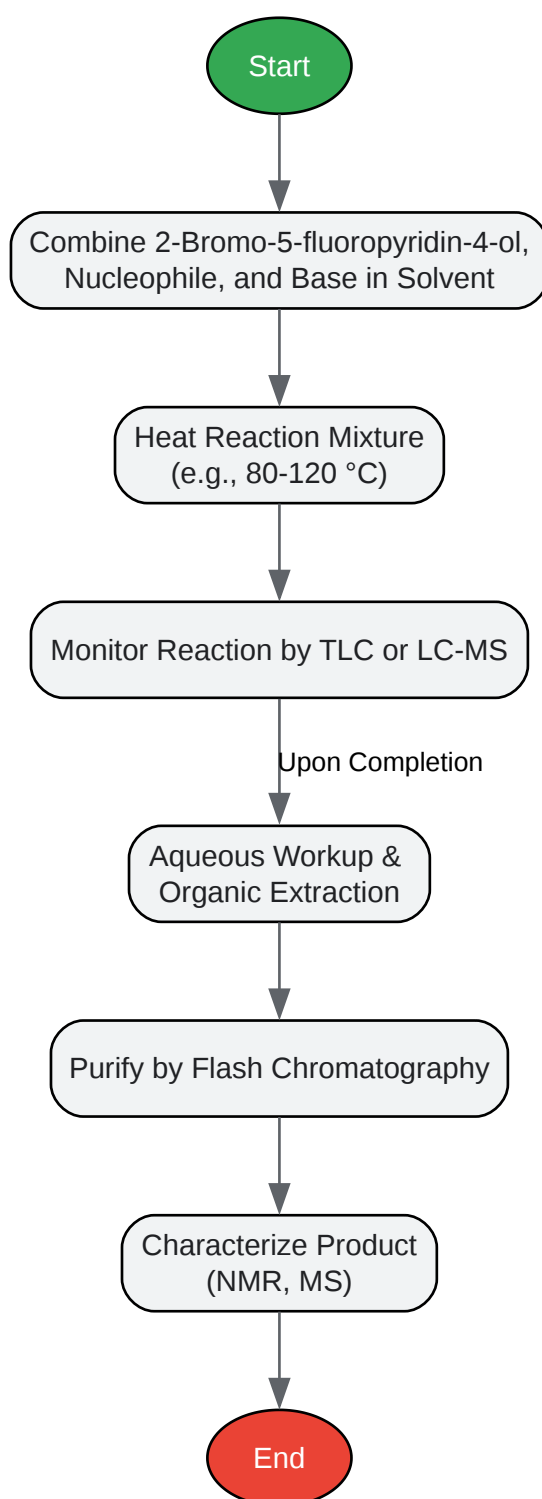 Start
Combine 2-Bromo-5-fluoropyridin-4-ol,
Nucleophile, and Base in Solvent
Heat Reaction Mixture
(e.g., 80-120 °C)
Monitor Reaction by TLC or LC-MS
Upon Completion
Aqueous Workup &
Organic Extraction
Purify by Flash Chromatography
Characterize Product
(NMR, MS)
End